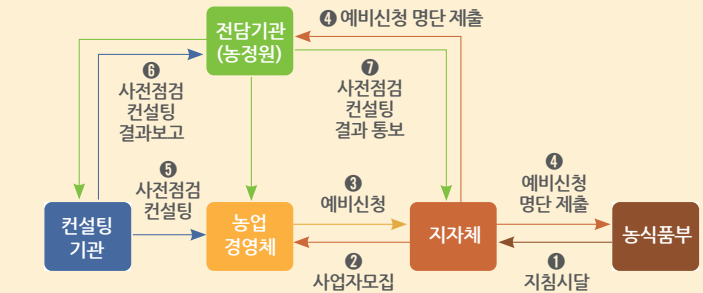 전담기관
(농정원)
❹ 예비신청 명단 제출
❻
사전점검
컨설팅
결과보고
❼
사전점검
컨설팅
결과 통보
❺
사전점검
컨설팅
❸
예비신청
❹
예비신청
명단 제출
컨설팅
기관
농업
경영체
지자체
농식품부
❷
사업자모집
❶
지침시달